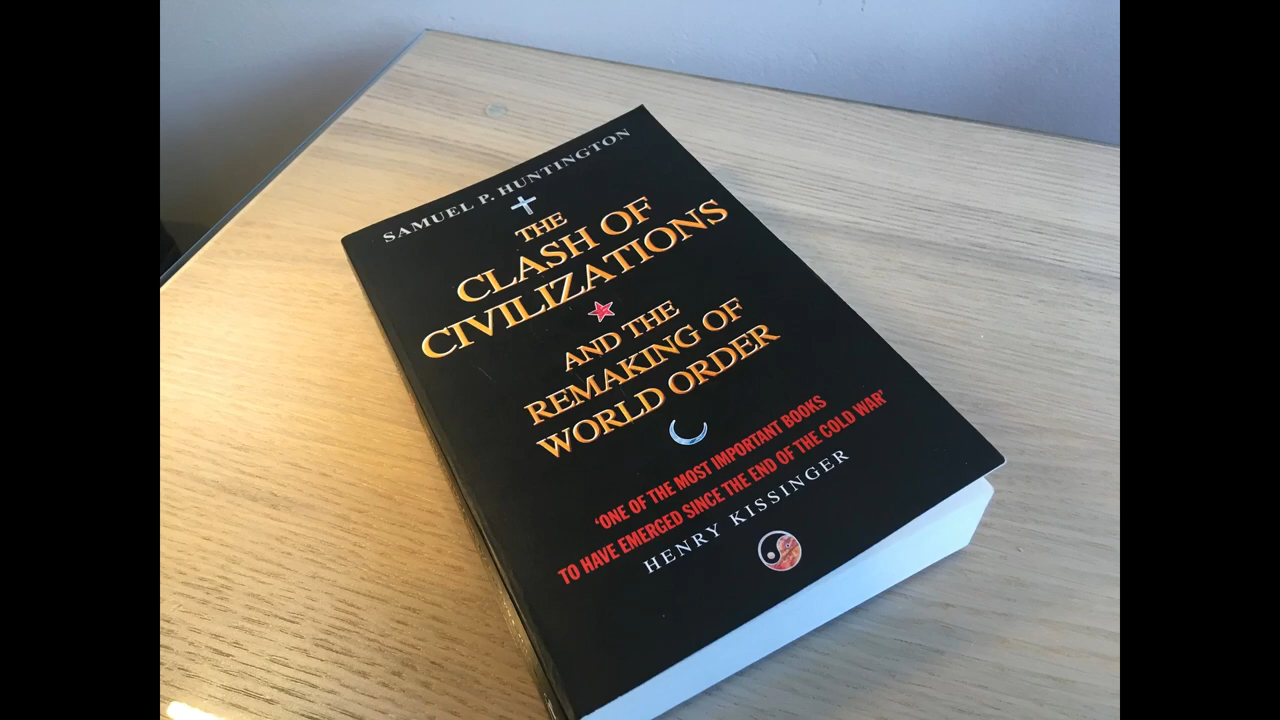 SAMUEL P. HUNTINGTON
THE
CLASH OF
CIVILIZATIONS
AND THE
REMAKING OF
WORLD ORDER
‘ONE OF THE MOST IMPORTANT BOOKS
TO HAVE EMERGED SINCE THE END OF THE COLD WAR’
HENRY KISSINGER